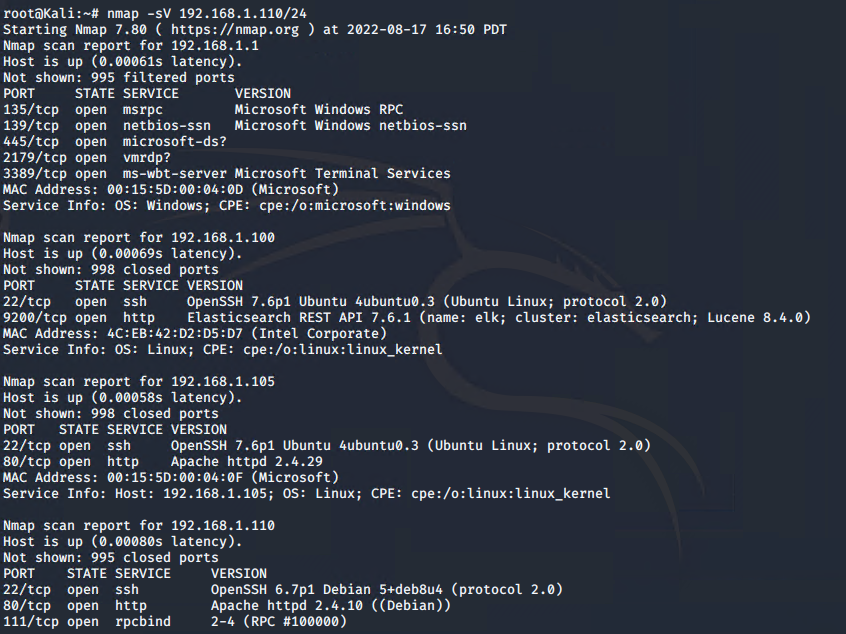 root@Kali:~# nmap -sV 192.168.1.110/24
Starting Nmap 7.80 ( https://nmap.org ) at 2022-08-17 16:50 PDT
Nmap scan report for 192.168.1.1
Host is up (0.00061s latency).
Not shown: 995 filtered ports
PORT     STATE SERVICE       VERSION
135/tcp  open  msrpc         Microsoft Windows RPC
139/tcp  open  netbios-ssn   Microsoft Windows netbios-ssn
445/tcp  open  microsoft-ds?
2179/tcp open  vmrdp?
3389/tcp open  ms-wbt-server Microsoft Terminal Services
MAC Address: 00:15:5D:00:04:0D (Microsoft)
Service Info: OS: Windows; CPE: cpe:/o:microsoft:windows

Nmap scan report for 192.168.1.100
Host is up (0.00069s latency).
Not shown: 998 closed ports
PORT     STATE SERVICE VERSION
22/tcp   open  ssh     OpenSSH 7.6p1 Ubuntu 4ubuntu0.3 (Ubuntu Linux; protocol 2.0)
9200/tcp open  http    Elasticsearch REST API 7.6.1 (name: elk; cluster: elasticsearch; Lucene 8.4.0)
MAC Address: 4C:EB:42:D2:D5:D7 (Intel Corporate)
Service Info: OS: Linux; CPE: cpe:/o:linux:linux_kernel

Nmap scan report for 192.168.1.105
Host is up (0.00058s latency).
Not shown: 998 closed ports
PORT   STATE SERVICE VERSION
22/tcp open  ssh     OpenSSH 7.6p1 Ubuntu 4ubuntu0.3 (Ubuntu Linux; protocol 2.0)
80/tcp open  http    Apache httpd 2.4.29
MAC Address: 00:15:5D:00:04:0F (Microsoft)
Service Info: Host: 192.168.1.105; OS: Linux; CPE: cpe:/o:linux:linux_kernel

Nmap scan report for 192.168.1.110
Host is up (0.00080s latency).
Not shown: 995 closed ports
PORT    STATE SERVICE     VERSION
22/tcp  open  ssh         OpenSSH 6.7p1 Debian 5+deb8u4 (protocol 2.0)
80/tcp  open  http        Apache httpd 2.4.10 ((Debian))
111/tcp open  rpcbind     2-4 (RPC #100000)